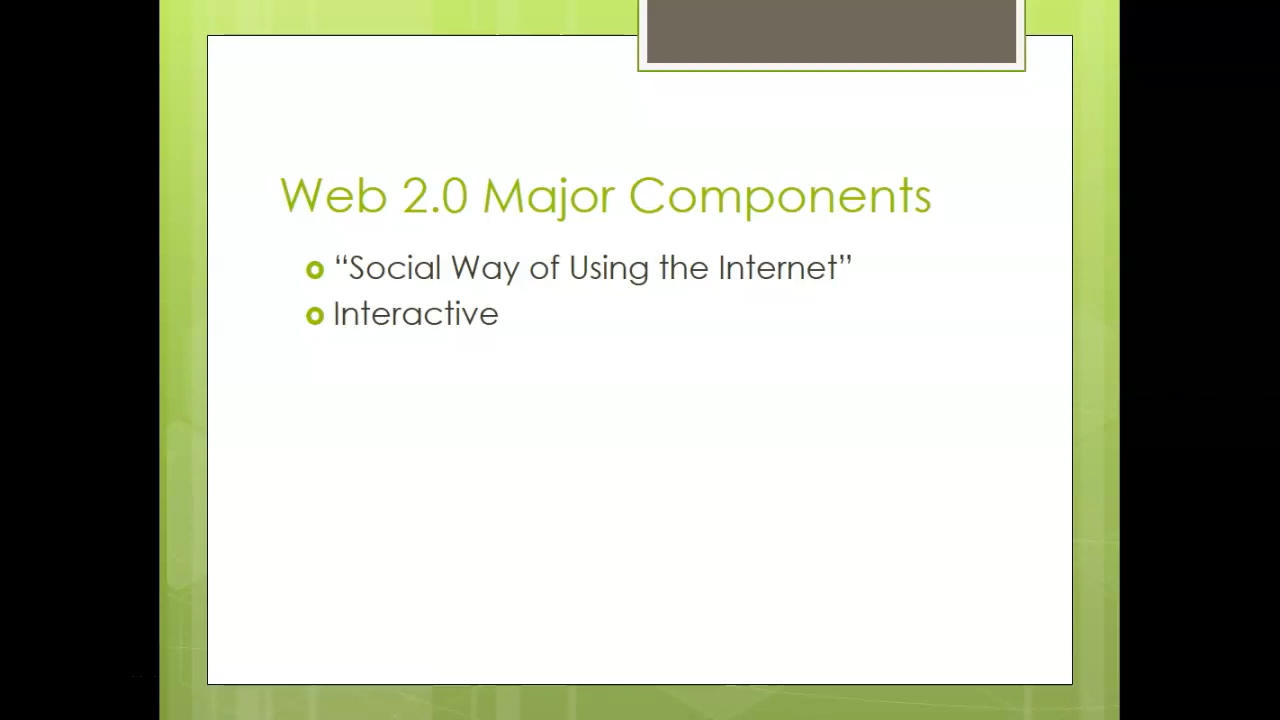 Web 2.0 Major Components
“Social Way of Using the Internet”
Interactive